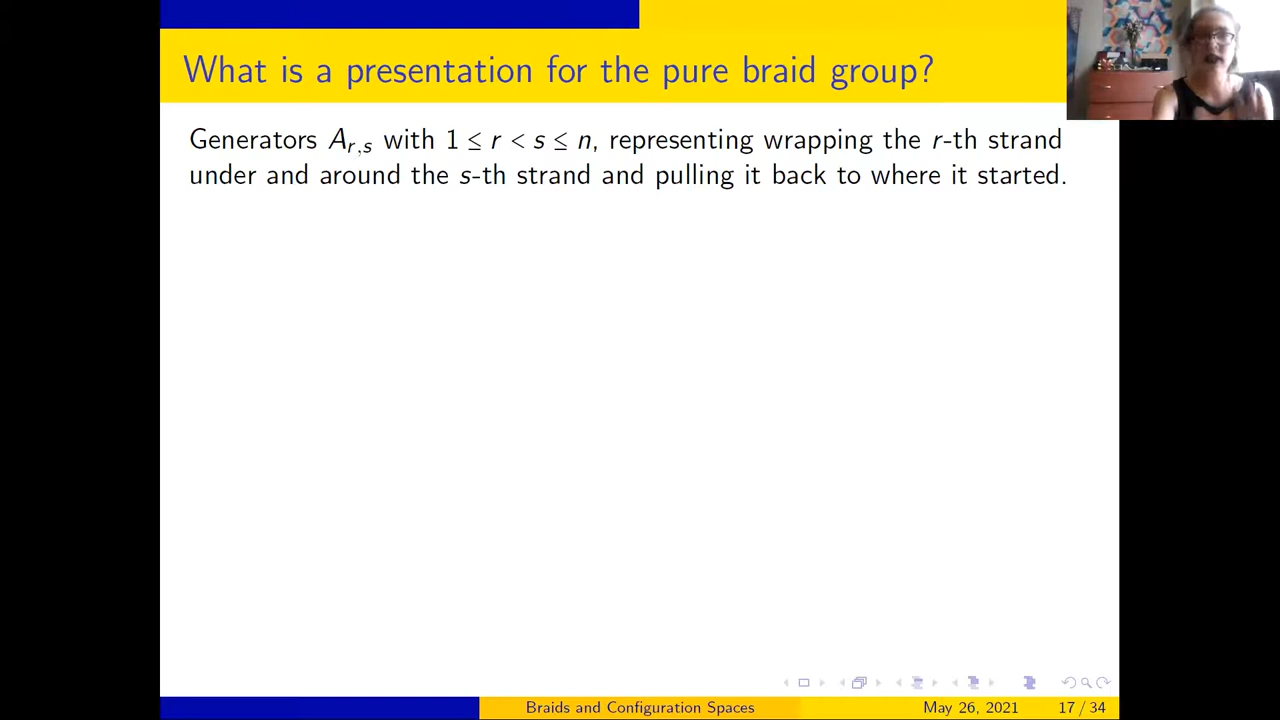 What is a presentation for the pure braid group?
Generators A_{r,s} with 1 ≤ r < s ≤ n, representing wrapping the r-th strand
under and around the s-th strand and pulling it back to where it started.
Braids and Configuration Spaces May 26, 2021 17 / 34